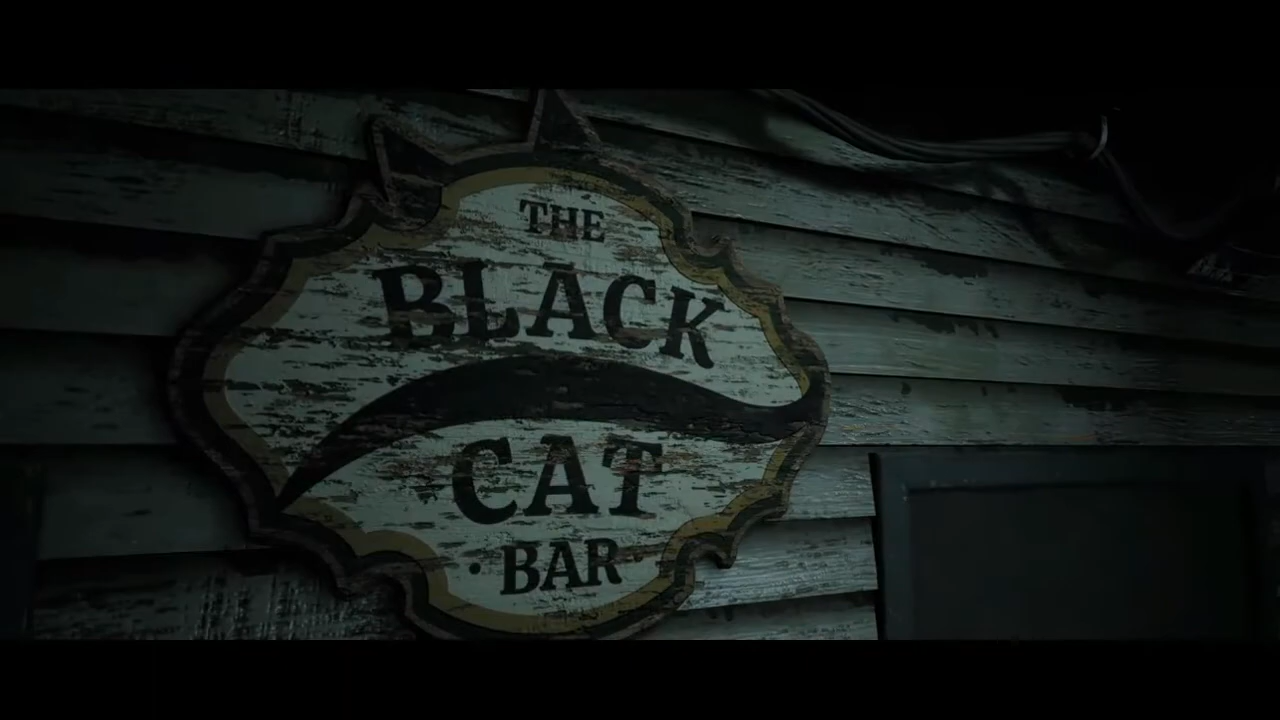 THE
BLACK
CAT
· BAR ·